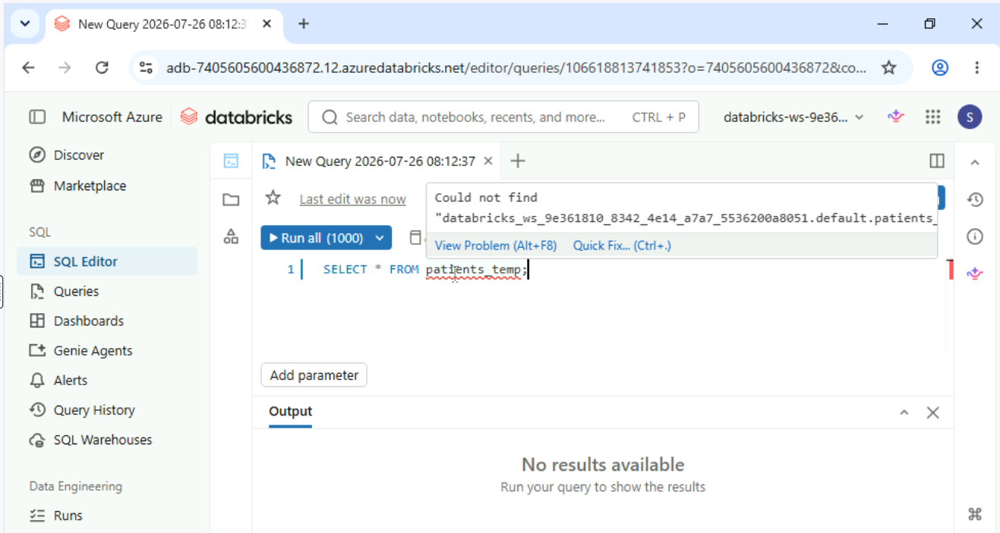 New Query 2026-07-26 08:12:3
adb-7405605600436872.12.azuredatabricks.net/editor/queries/106618813741853?o=7405605600436872&co...
Microsoft Azure databricks Search data, notebooks, recents, and more... CTRL + P databricks-ws-9e36... S
Discover
Marketplace
SQL
SQL Editor
Queries
Dashboards
Genie Agents
Alerts
Query History
SQL Warehouses
Data Engineering
Runs
New Query 2026-07-26 08:12:37
Last edit was now
Could not find
"databricks_ws_9e361810_8342_4e14_a7a7_5536200a8051.default.patients_
View Problem (Alt+F8) Quick Fix... (Ctrl+.)
Run all (1000)
1 SELECT * FROM patients_temp;
Add parameter
Output
No results available
Run your query to show the results